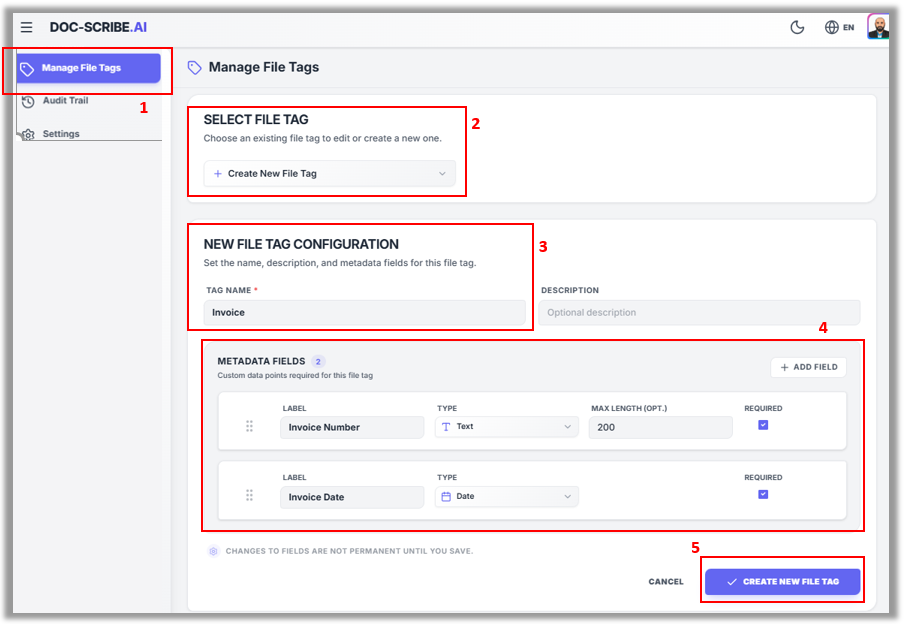 DOC-SCRIBE.AI
EN
Manage File Tags
1
Audit Trail
Settings
Manage File Tags
SELECT FILE TAG
2
Choose an existing file tag to edit or create a new one.
+ Create New File Tag
NEW FILE TAG CONFIGURATION
3
Set the name, description, and metadata fields for this file tag.
TAG NAME *
DESCRIPTION
Invoice
Optional description
4
METADATA FIELDS 2
+ ADD FIELD
Custom data points required for this file tag
LABEL TYPE MAX LENGTH (OPT.) REQUIRED
Invoice Number T Text 200
LABEL TYPE REQUIRED
Invoice Date Date
CHANGES TO FIELDS ARE NOT PERMANENT UNTIL YOU SAVE.
5
CANCEL
CREATE NEW FILE TAG